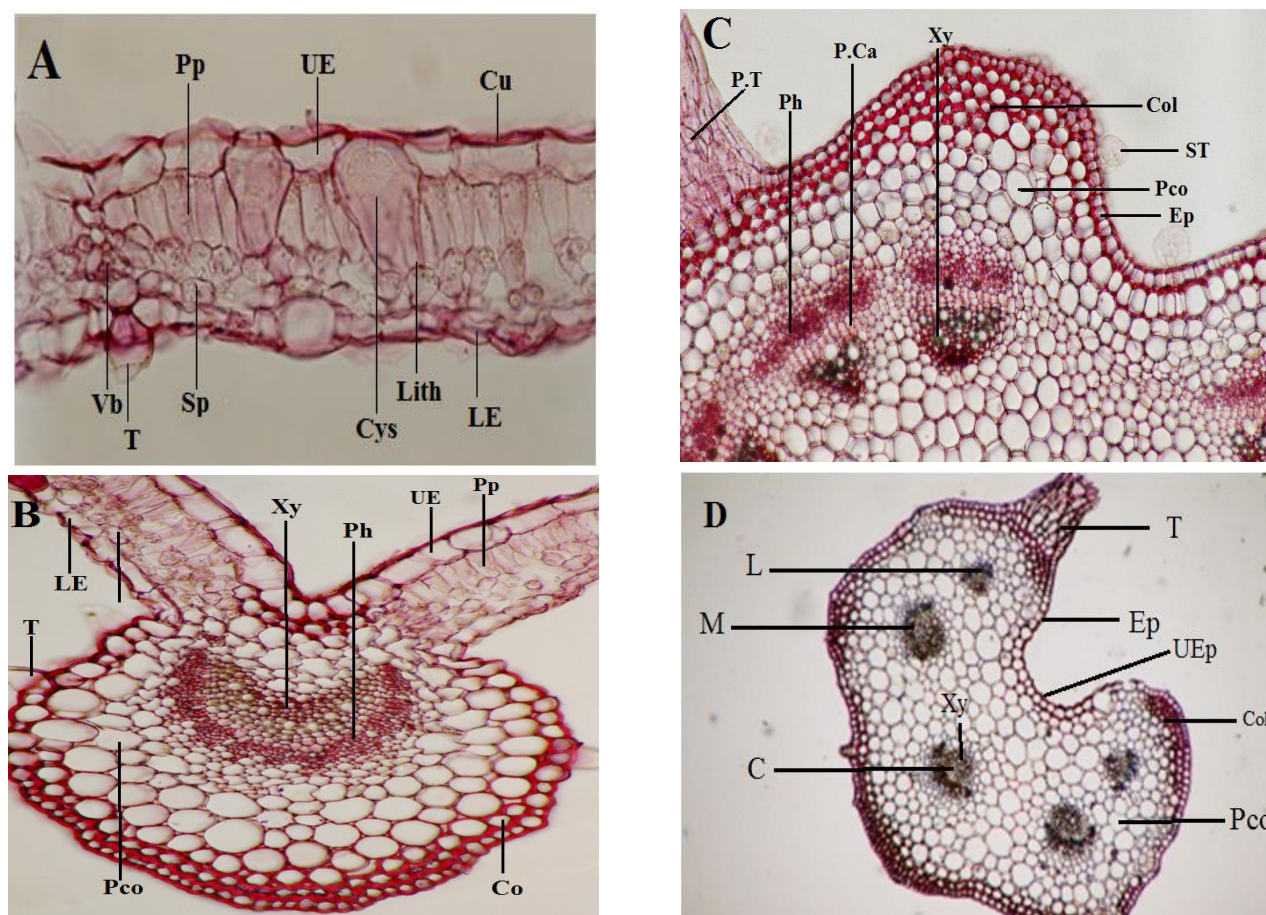 A
Pp
UE
Cu
Vb
T
Sp
Cys
Lith
LE
B
Xy
Ph
UE
Pp
LE
T
Pco
Co
C
P.T
Ph
P.Ca
Xy
Col
ST
Pco
Ep
D
T
L
M
Ep
UEp
Xy
Col
C
Pco